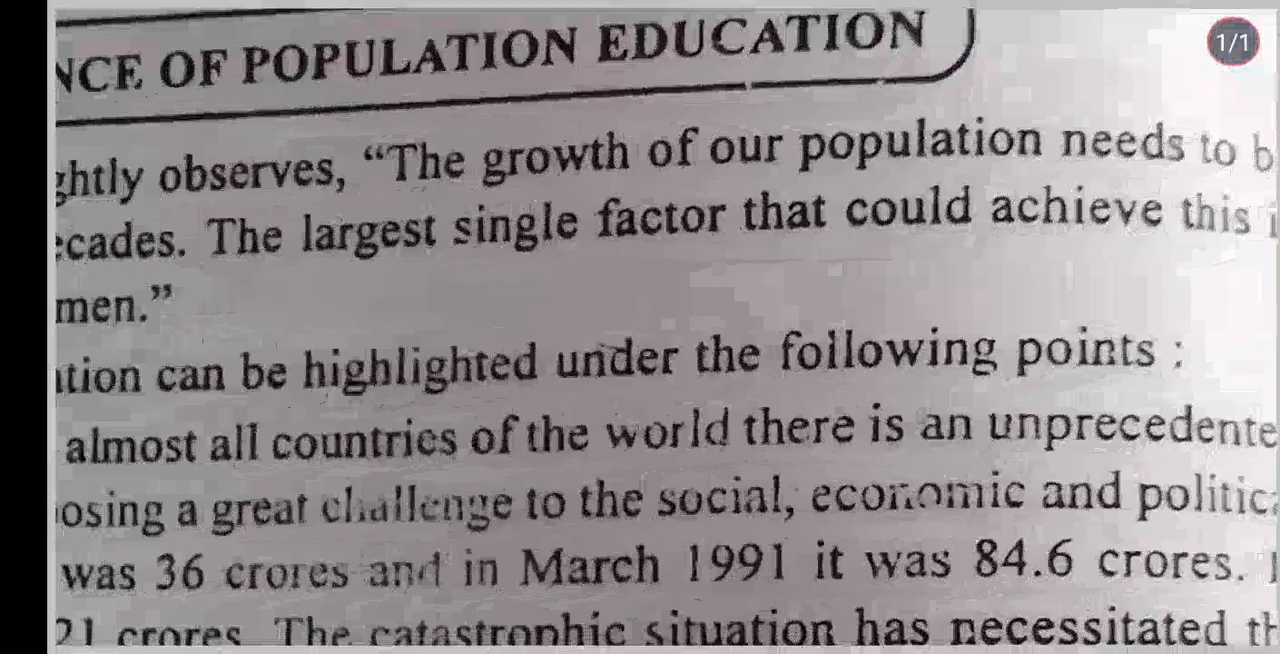 1/1
NCE OF POPULATION EDUCATION
ghtly observes, “The growth of our population needs to b
ecades. The largest single factor that could achieve this i
men.”
ation can be highlighted under the following points :
almost all countries of the world there is an unprecedente
osing a great challenge to the social, economic and politic
was 36 crores and in March 1991 it was 84.6 crores.
21 crores. The catastrophic situation has necessitated th